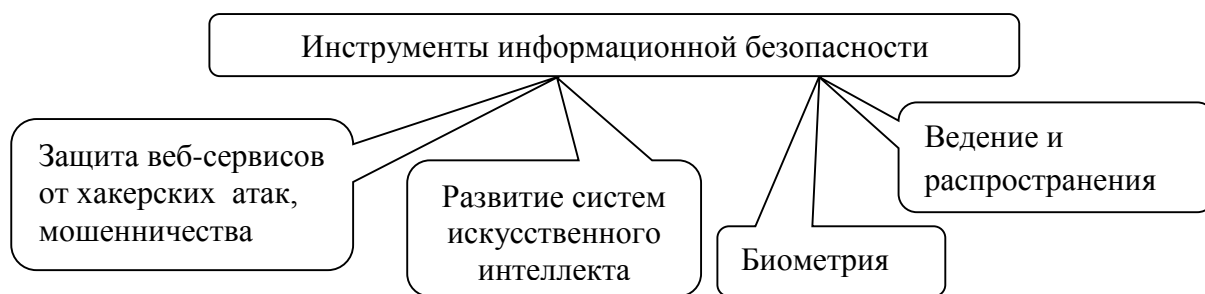 Инструменты информационной безопасности
Защита веб-сервисов
от хакерских атак,
мошенничества
Развитие систем
искусственного
интеллекта
Биометрия
Ведение и
распространения